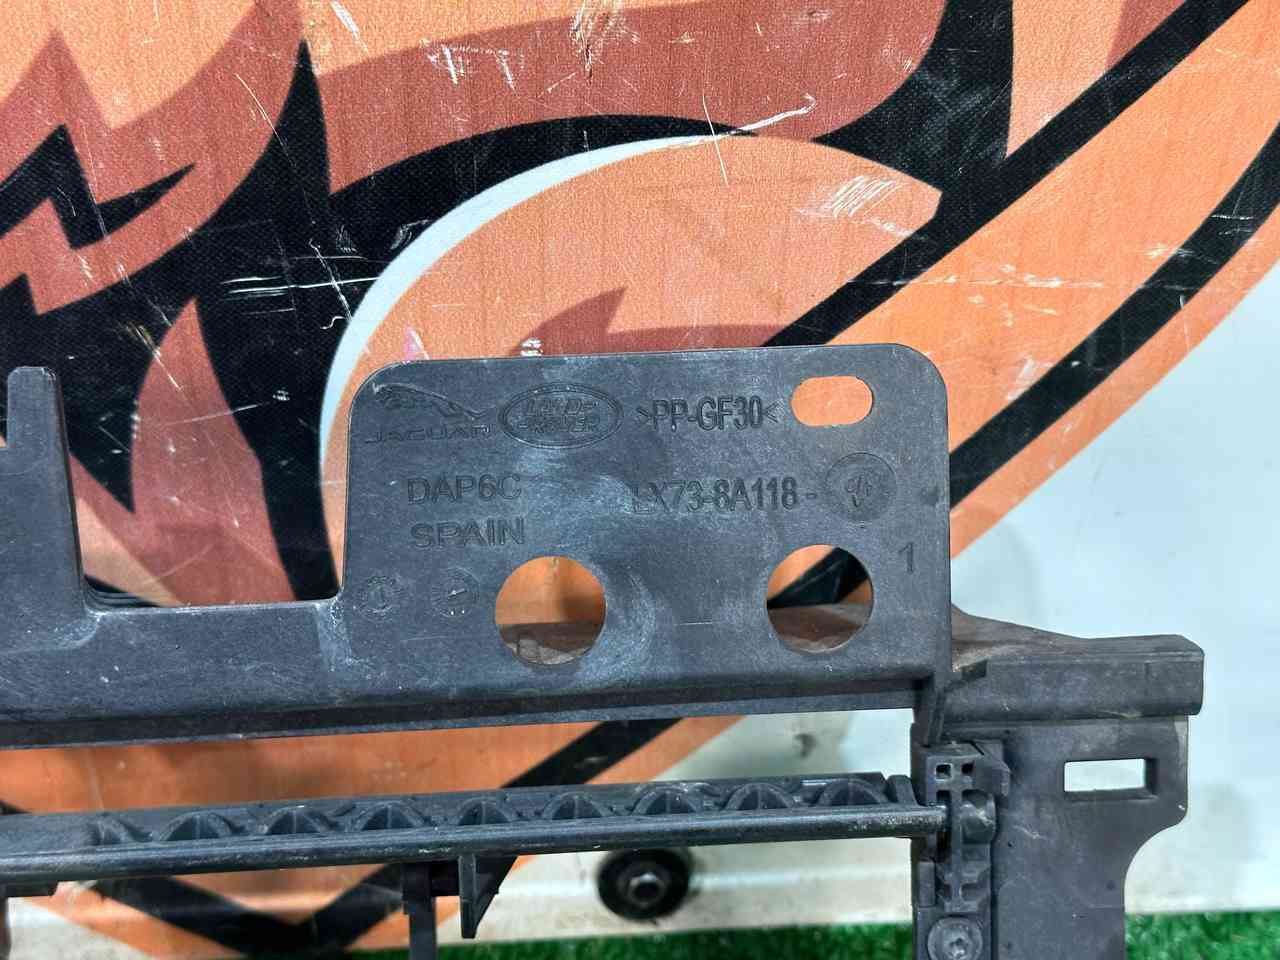 JAGUAR LAND-ROVER >PP-GF30<
DAP6C LX73-8A118-
SPAIN
1